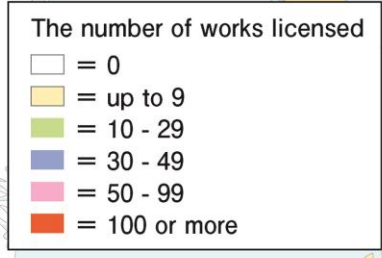 The number of works licensed
= 0
= up to 9
= 10 - 29
= 30 - 49
= 50 - 99
= 100 or more